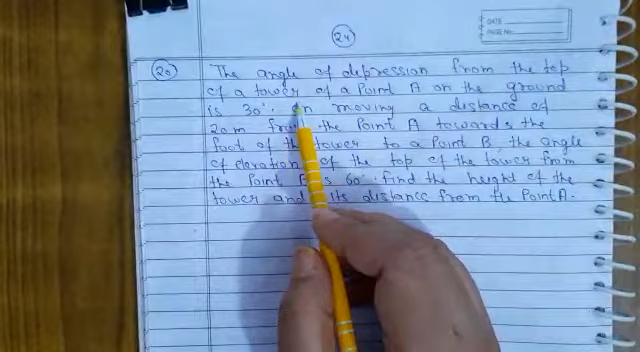 24
DATE
PAGE No.
20 The angle of depression from the top
of a tower of a Point A on the ground
is 30°. on moving a distance of
20 m from the Point A towards the
foot of the tower to a Point B, the angle
of elevation of the top of the tower from
the Point B is 60°. Find the height of the
tower and its distance from the Point A.